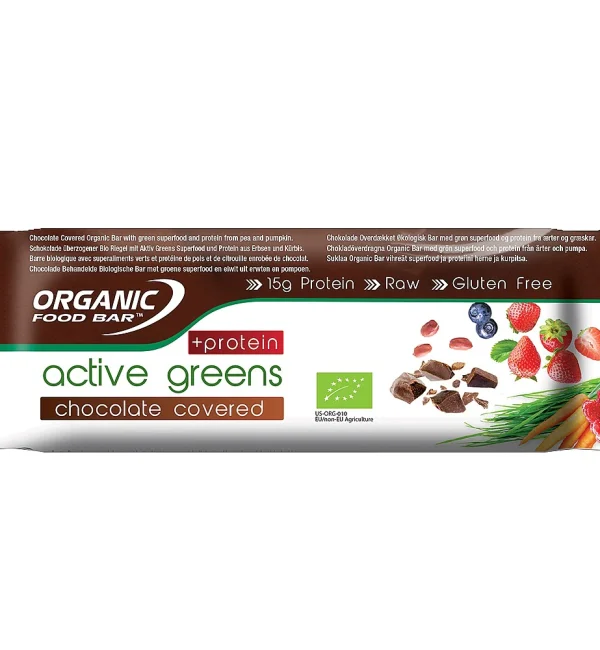 Chocolate Covered Organic Bar with green superfood and protein from pea and pumpkin.
Schokolade überzogener Bio Riegel mit Aktiv Greens Superfood und Protein aus Erbsen und Kürbis.
Barre biologique avec superaliments verts et protéine de pois et de citrouille enrobée de chocolat.
Chocolade Behandelde Biologische Bar met groene superfood en eiwit uit erwten en pompoen.
Chokolade Overdækket Økologisk Bar med grøn superfood og protein fra ærter og græskar.
Chokladöverdragna Organic Bar med grön superfood och protein från ärter och pumpa.
Suklaa Organic Bar vihreät superfood ja proteiini herne ja kurpitsa.
15g Protein Raw Gluten Free
ORGANIC
FOOD BAR™
+protein
active greens
chocolate covered
US-ORG-010
EU/non-EU Agriculture